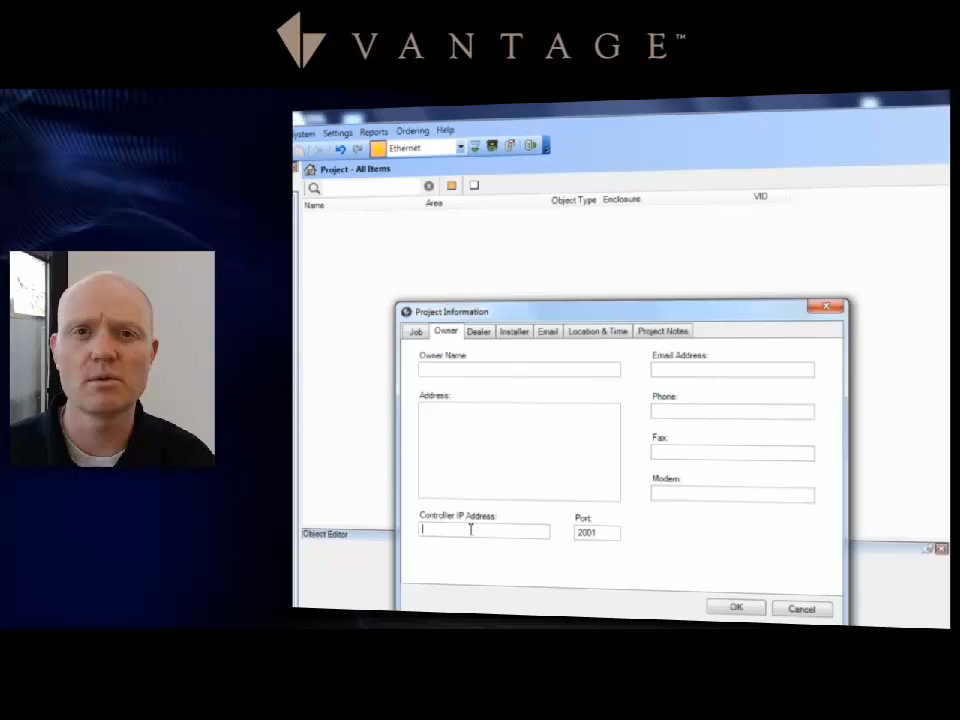 VANTAGE™
System Settings Reports Ordering Help
Ethernet
Project - All Items
Name Area Object Type Enclosure VID
Project Information
Job Owner Dealer Installer Email Location & Time Project Notes
Owner Name:
Email Address:
Address:
Phone:
Fax:
Modem:
Controller IP Address:
Port:
2001
Object Editor
OK Cancel